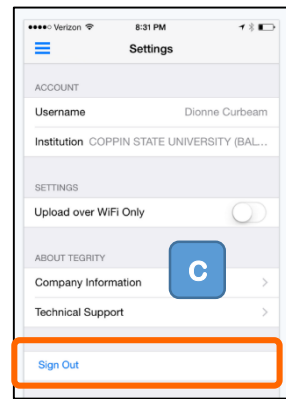 Verizon 8:31 PM
Settings
ACCOUNT
Username Dionne Curbeam
Institution COPPIN STATE UNIVERSITY (BAL...
SETTINGS
Upload over WiFi Only
ABOUT TEGRITY
C
Company Information
Technical Support
Sign Out